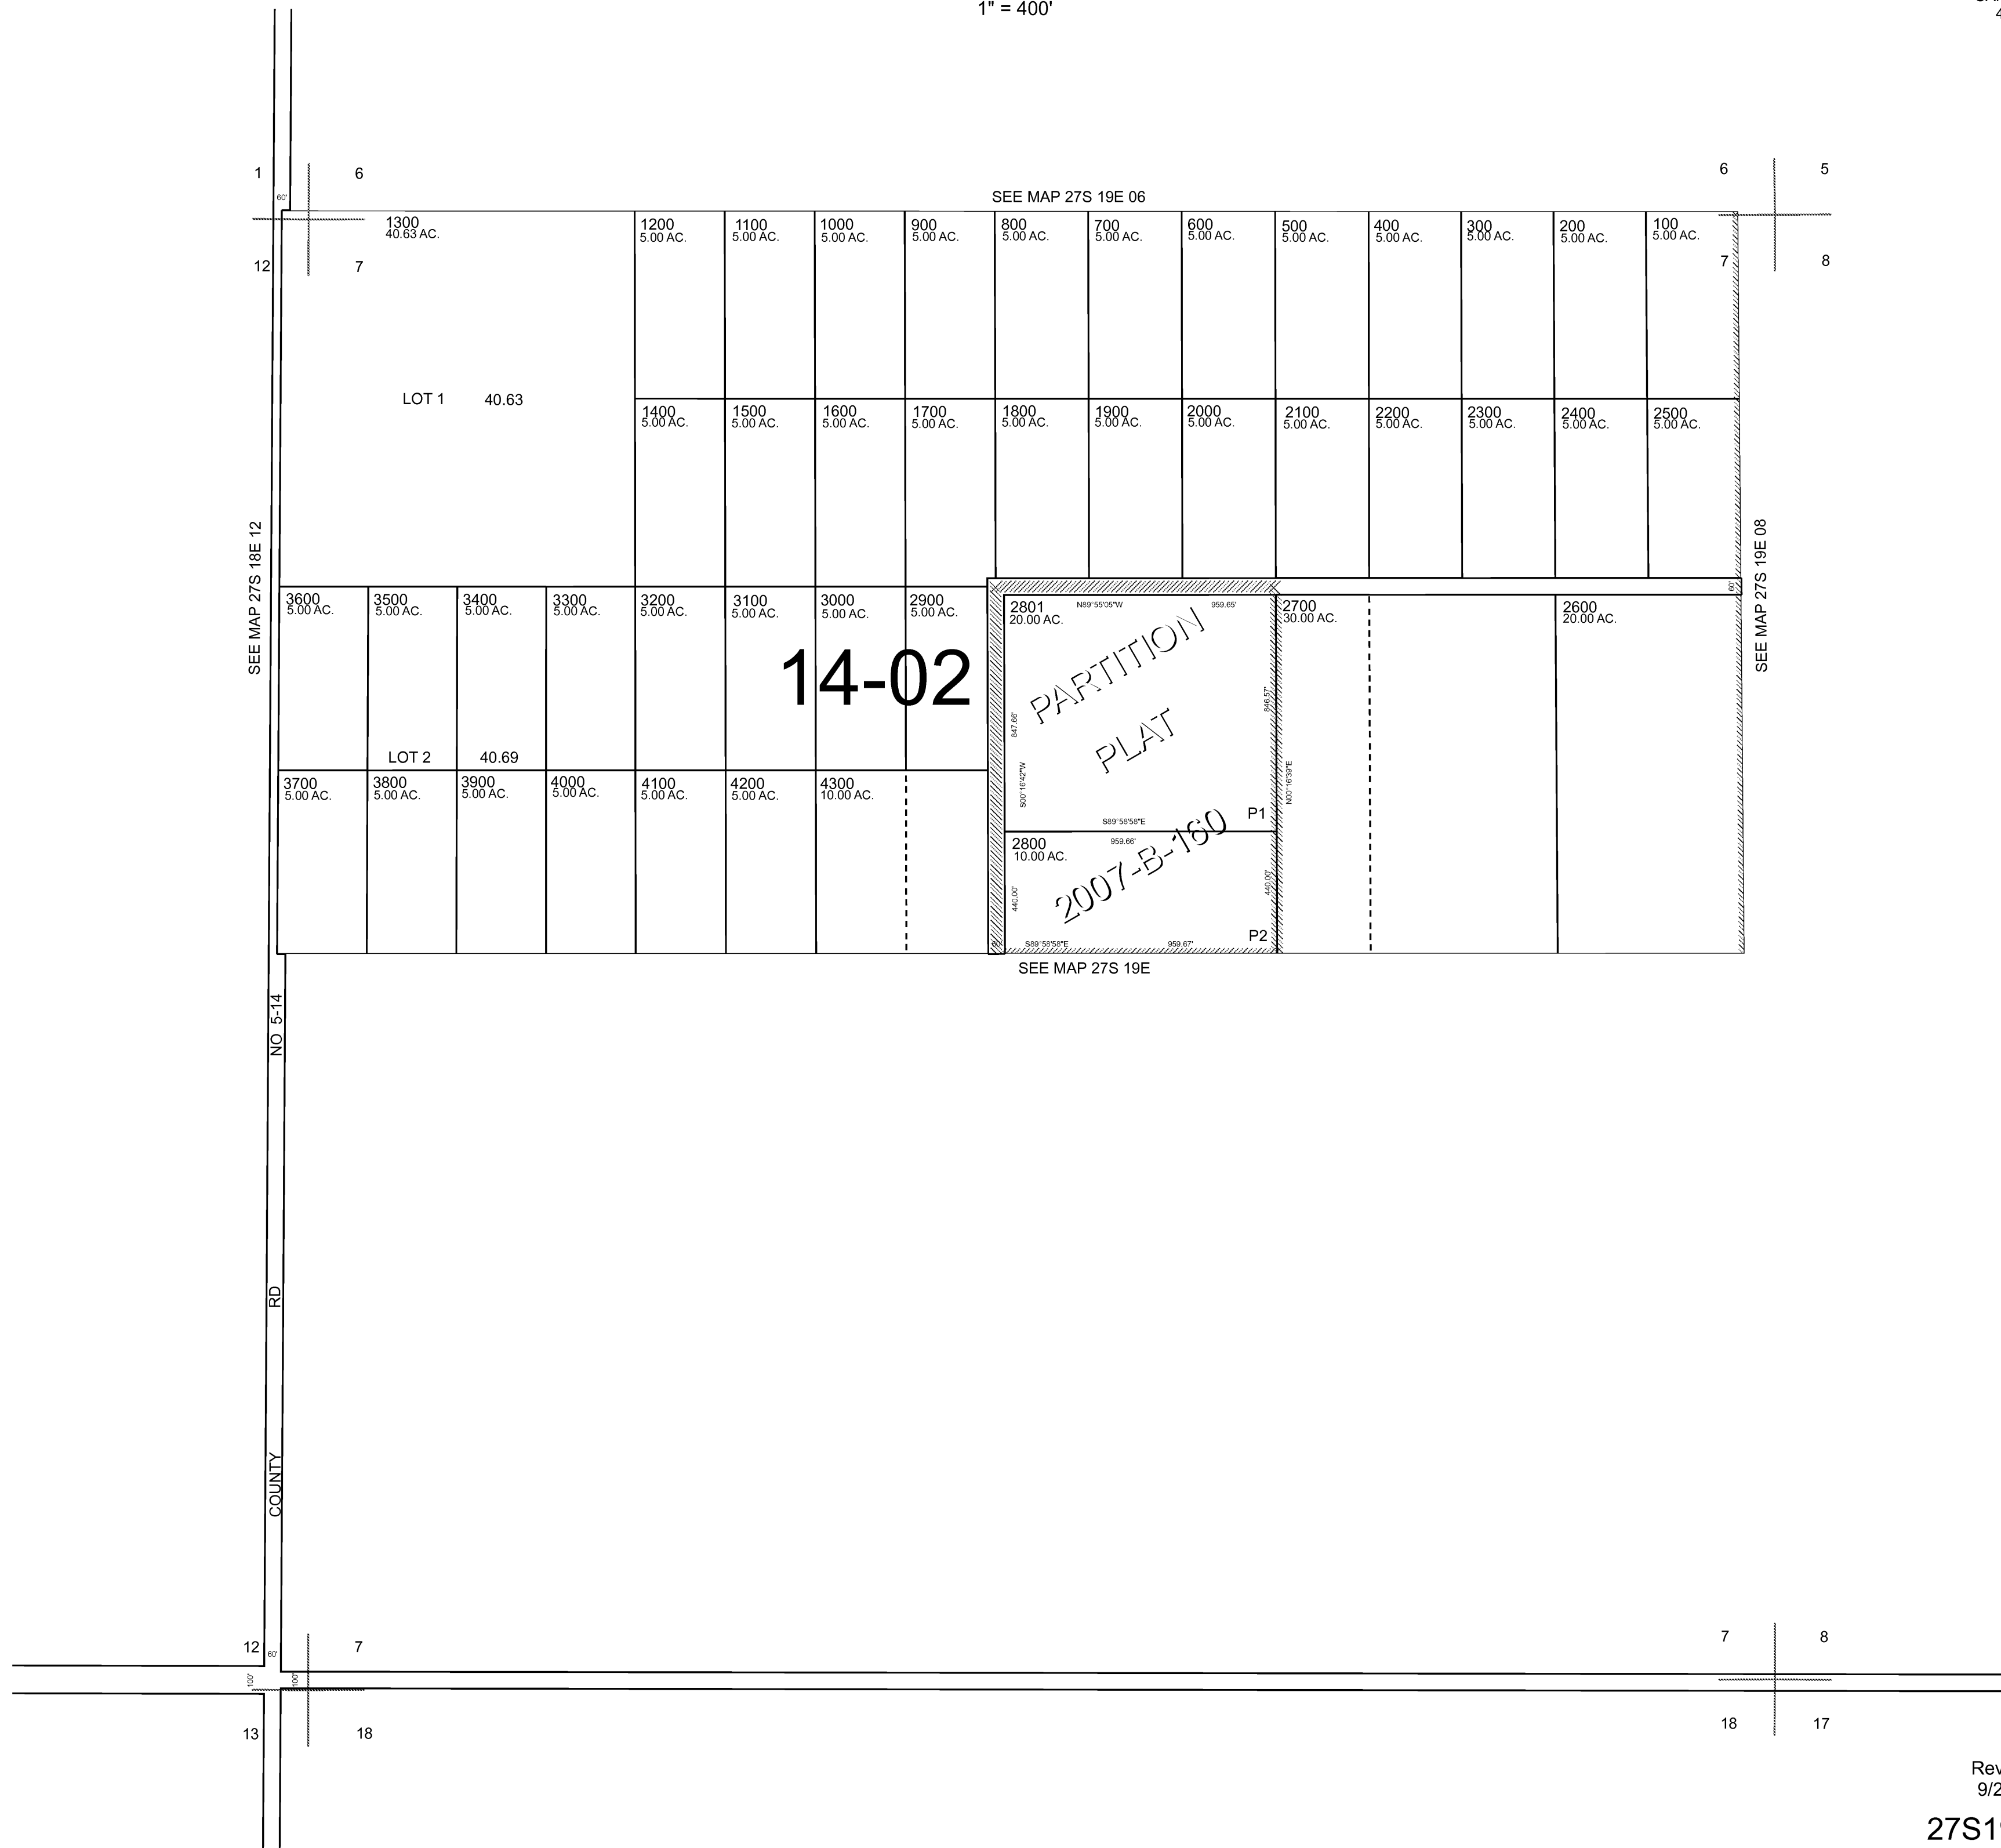 1" = 400'
1 6
6 5
60'
SEE MAP 27S 19E 06
1300
40.63 AC.
1200
5.00 AC.
1100
5.00 AC.
1000
5.00 AC.
900
5.00 AC.
800
5.00 AC.
700
5.00 AC.
600
5.00 AC.
500
5.00 AC.
400
5.00 AC.
300
5.00 AC.
200
5.00 AC.
100
5.00 AC.
12 7
7 8
LOT 1 40.63
1400
5.00 AC.
1500
5.00 AC.
1600
5.00 AC.
1700
5.00 AC.
1800
5.00 AC.
1900
5.00 AC.
2000
5.00 AC.
2100
5.00 AC.
2200
5.00 AC.
2300
5.00 AC.
2400
5.00 AC.
2500
5.00 AC.
SEE MAP 27S 18E 12
SEE MAP 27S 19E 08
60'
3600
5.00 AC.
3500
5.00 AC.
3400
5.00 AC.
3300
5.00 AC.
3200
5.00 AC.
3100
5.00 AC.
3000
5.00 AC.
2900
5.00 AC.
2801
20.00 AC.
N89°55'05"W 959.65'
2700
30.00 AC.
2600
20.00 AC.
14-02
PARTITION
PLAT
2007-B-160
847.66'
846.57'
S00°16'42"W
N00°16'39"E
LOT 2 40.69
3700
5.00 AC.
3800
5.00 AC.
3900
5.00 AC.
4000
5.00 AC.
4100
5.00 AC.
4200
5.00 AC.
4300
10.00 AC.
P1
S89°58'58"E
959.66'
2800
10.00 AC.
440.00'
440.00'
P2
60'
S89°58'58"E 959.67'
SEE MAP 27S 19E
COUNTY RD NO 5-14
12 7
7 8
60'
100'
100'
13 18
18 17
Rev
9/2
27S1